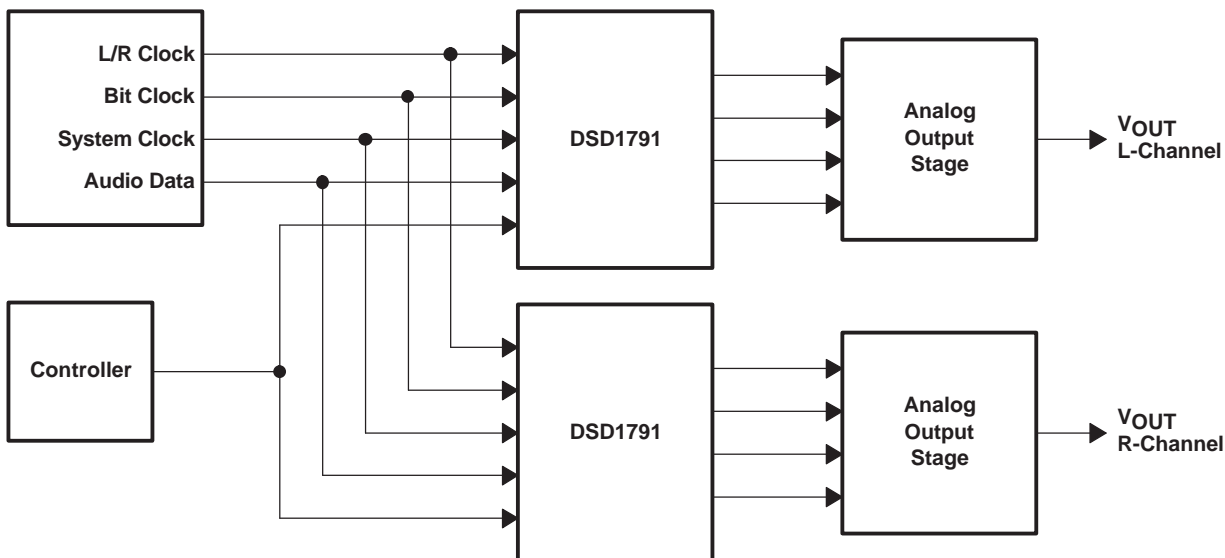 L/R Clock
Bit Clock
System Clock
Audio Data
DSD1791
Analog
Output
Stage
VOUT
L-Channel
Controller
DSD1791
Analog
Output
Stage
VOUT
R-Channel